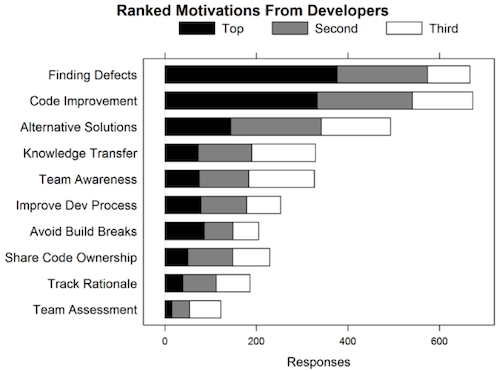 Ranked Motivations From Developers
Top Second Third
Finding Defects
Code Improvement
Alternative Solutions
Knowledge Transfer
Team Awareness
Improve Dev Process
Avoid Build Breaks
Share Code Ownership
Track Rationale
Team Assessment
0 200 400 600
Responses